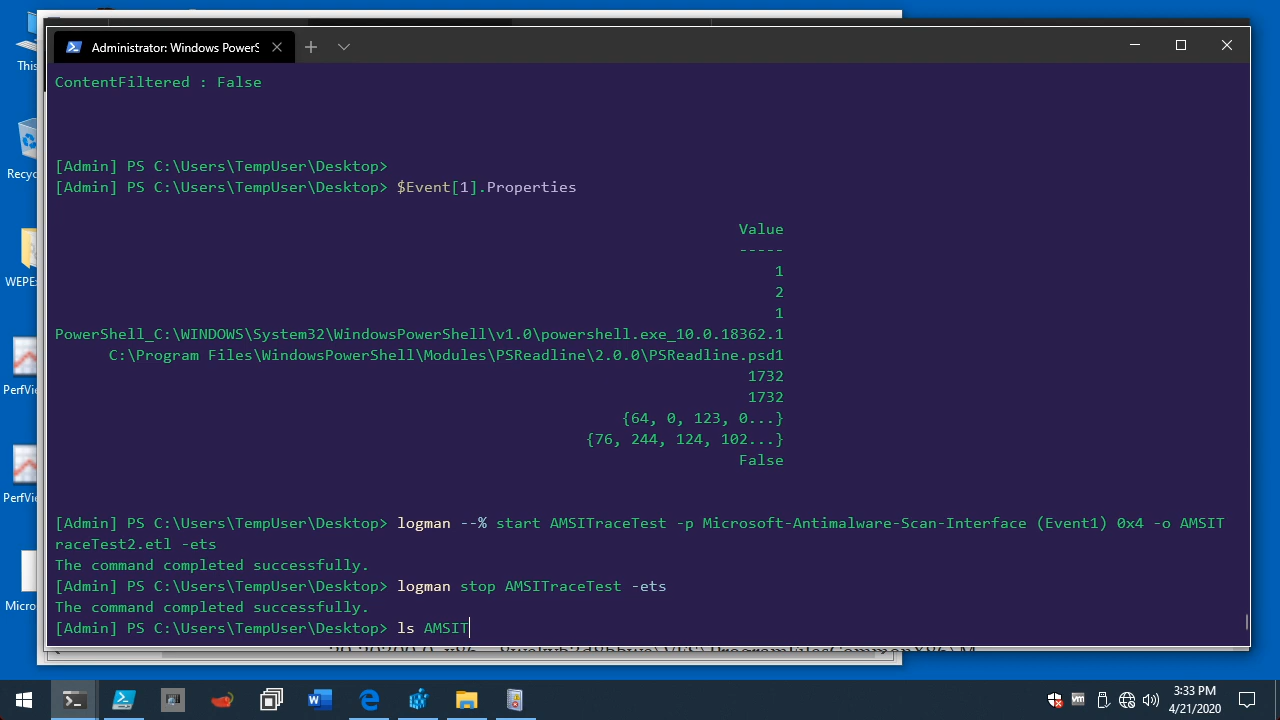 Administrator: Windows PowerS
This
Recyc
WEPEx
PerfVie
PerfVie
Micros
ContentFiltered : False
[Admin] PS C:\Users\TempUser\Desktop>
[Admin] PS C:\Users\TempUser\Desktop> $Event[1].Properties
Value
-----
1
2
1
PowerShell_C:\WINDOWS\System32\WindowsPowerShell\v1.0\powershell.exe_10.0.18362.1
C:\Program Files\WindowsPowerShell\Modules\PSReadline\2.0.0\PSReadline.psd1
1732
1732
{64, 0, 123, 0...}
{76, 244, 124, 102...}
False
[Admin] PS C:\Users\TempUser\Desktop> logman --% start AMSITraceTest -p Microsoft-Antimalware-Scan-Interface (Event1) 0x4 -o AMSIT
raceTest2.etl -ets
The command completed successfully.
[Admin] PS C:\Users\TempUser\Desktop> logman stop AMSITraceTest -ets
The command completed successfully.
[Admin] PS C:\Users\TempUser\Desktop> ls AMSIT
3:33 PM
4/21/2020